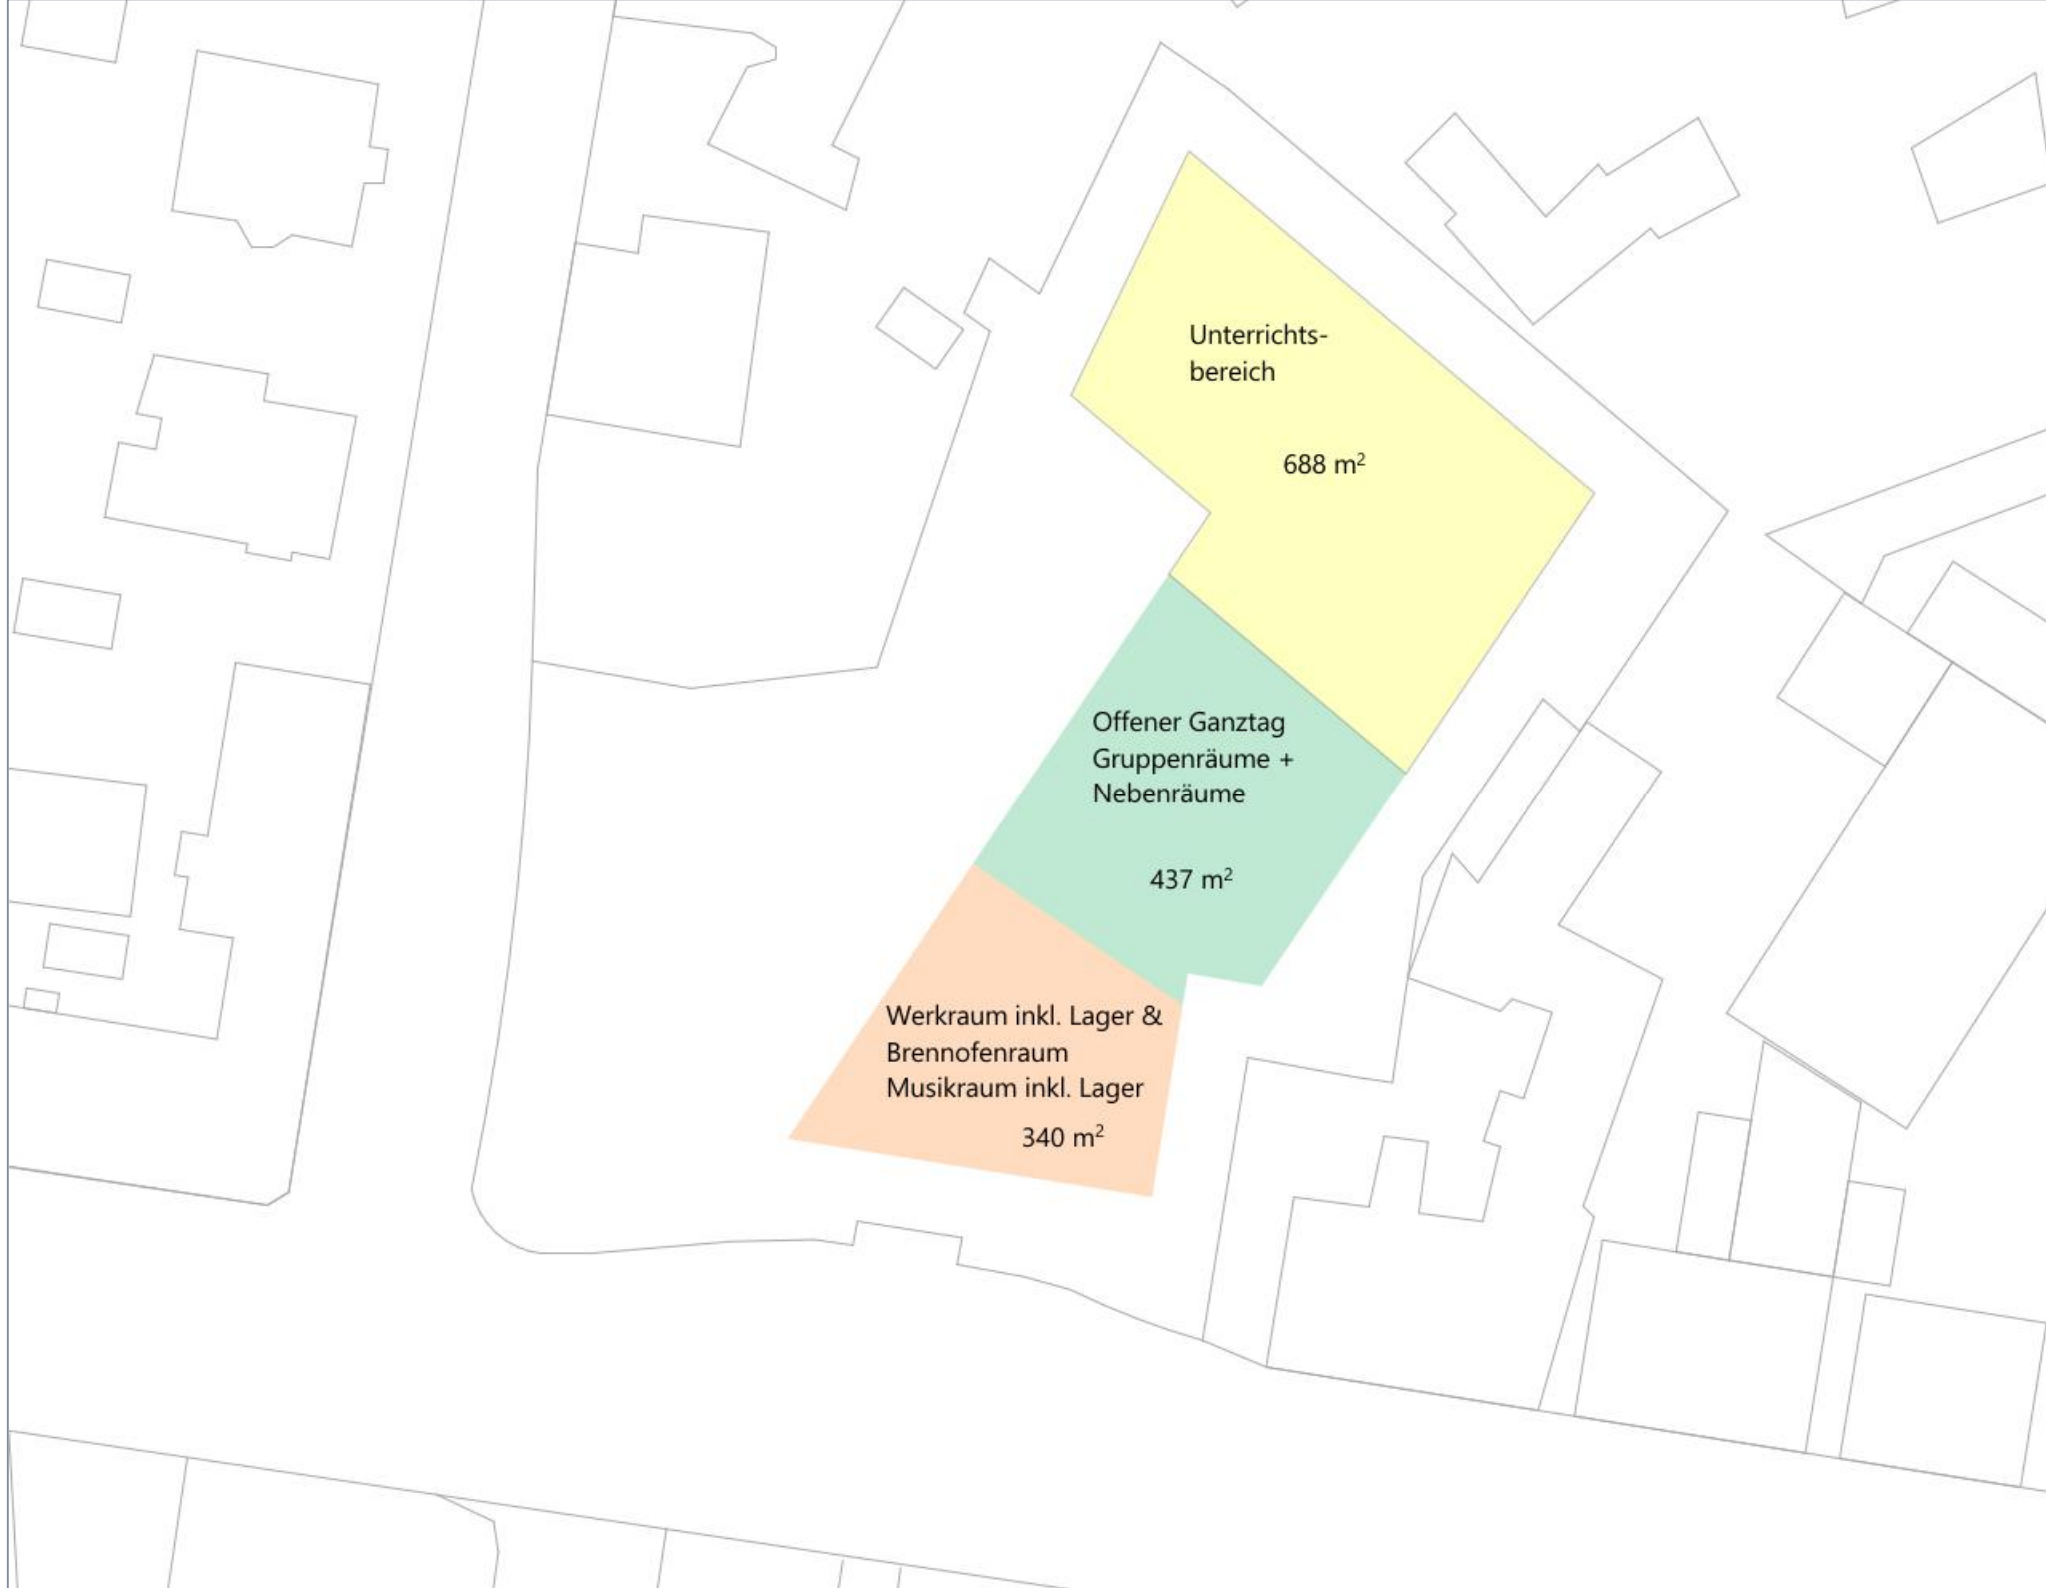 Unterrichts-
bereich
688 m²
Offener Ganztag
Gruppenräume +
Nebenräume
437 m²
Werkraum inkl. Lager &
Brennofenraum
Musikraum inkl. Lager
340 m²